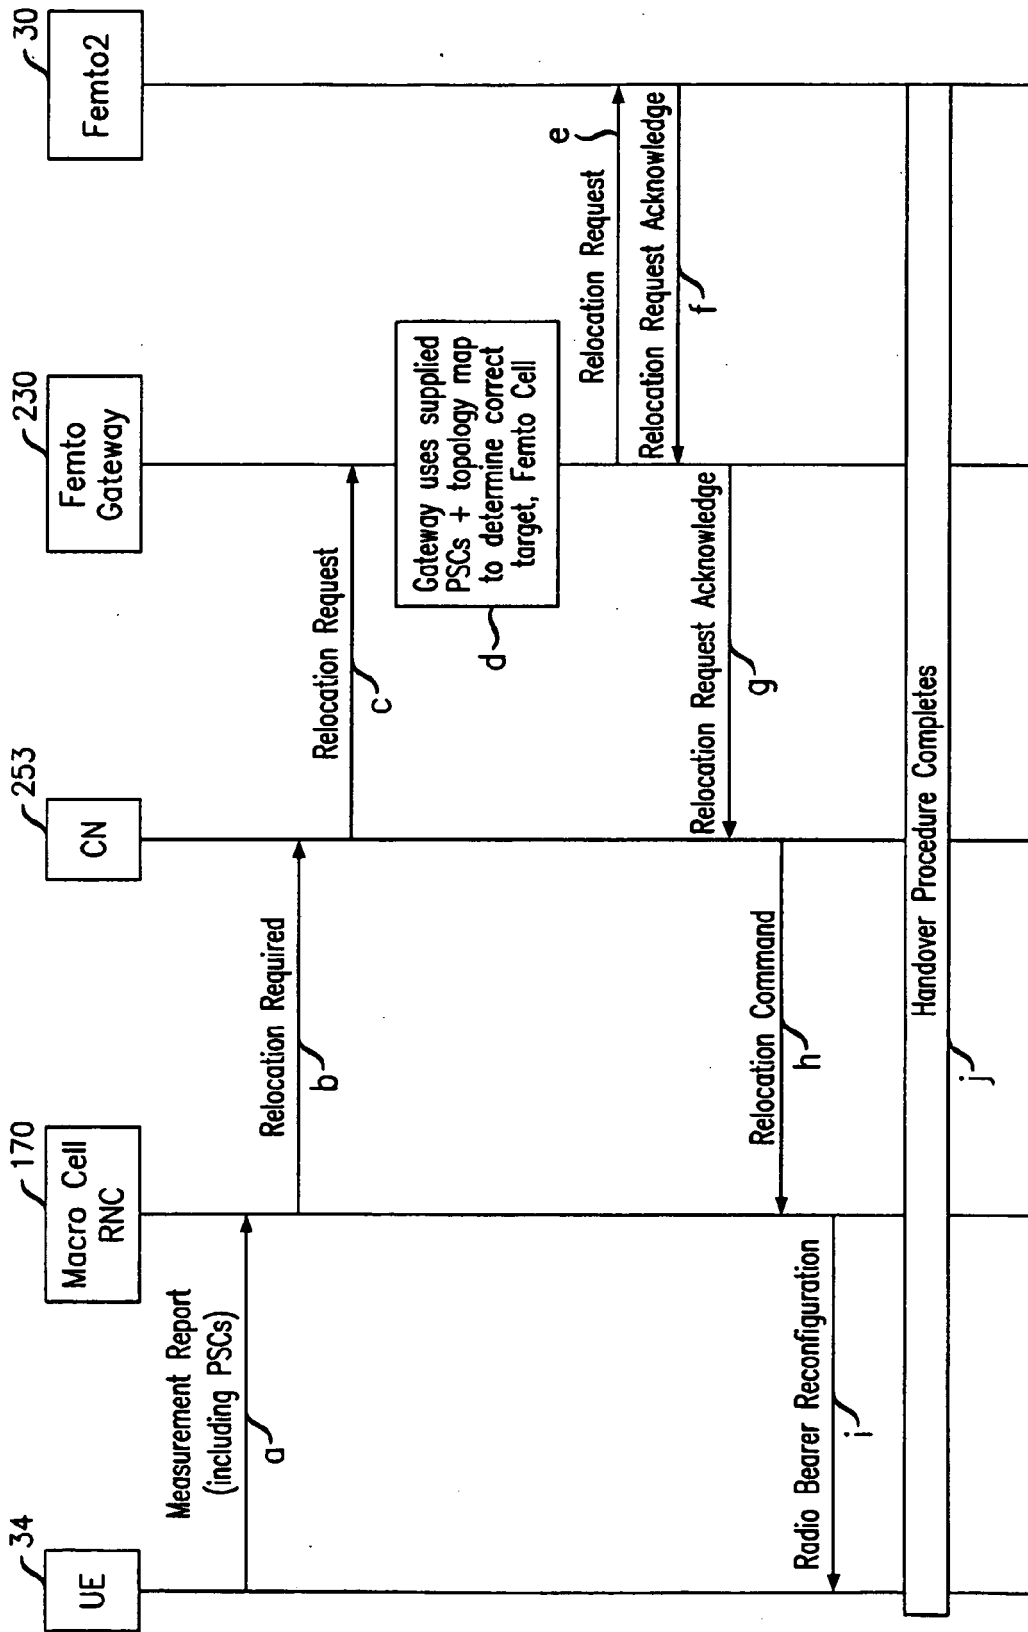 34
UE
170
Macro Cell
RNC
253
CN
230
Femto
Gateway
30
Femto2
Measurement Report
(including PSCs)
a
Relocation Required
b
Relocation Request
c
Gateway uses supplied
PSCs + topology map
to determine correct
target, Femto Cell
d
Relocation Request
e
Relocation Request Acknowledge
f
Relocation Request Acknowledge
g
Relocation Command
h
Radio Bearer Reconfiguration
i
Handover Procedure Completes
j